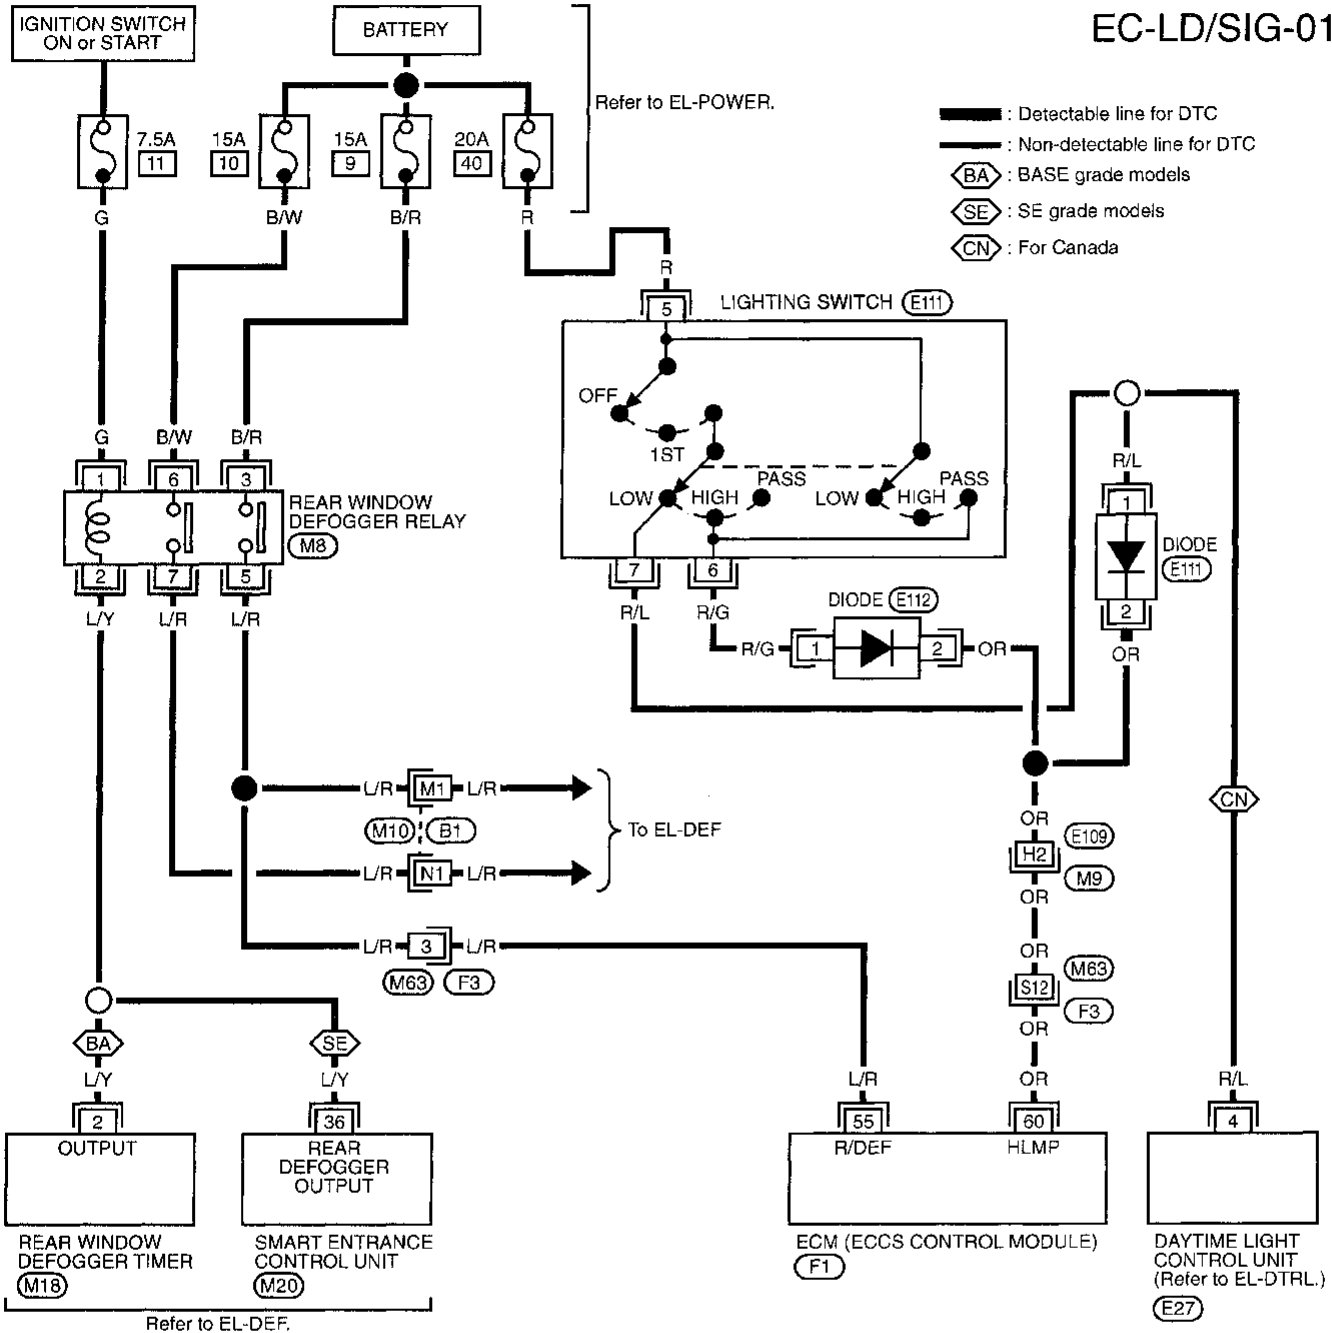 EC-LD/SIG-01
IGNITION SWITCH
ON or START
BATTERY
Refer to EL-POWER.
: Detectable line for DTC
: Non-detectable line for DTC
BA : BASE grade models
SE : SE grade models
CN : For Canada
7.5A
11
15A
10
15A
9
20A
40
G
B/W
B/R
R
R
5
LIGHTING SWITCH E111
OFF
1ST
LOW
HIGH
PASS
LOW
HIGH
PASS
7
6
R/L
R/G
G
B/W
B/R
1
6
3
REAR WINDOW
DEFOGGER RELAY
M8
2
7
5
L/Y
L/R
L/R
DIODE E112
R/G
1
2
OR
R/L
1
DIODE
E111
2
OR
L/R
M1
L/R
M10
B1
To EL-DEF
L/R
N1
L/R
L/R
3
L/R
M63
F3
OR
E109
H2
M9
OR
OR
M63
S12
F3
OR
CN
BA
SE
L/Y
L/Y
L/R
OR
R/L
2
36
55
60
4
OUTPUT
REAR
DEFOGGER
OUTPUT
R/DEF
HLMP
REAR WINDOW
DEFOGGER TIMER
M18
SMART ENTRANCE
CONTROL UNIT
M20
ECM (ECCS CONTROL MODULE)
F1
DAYTIME LIGHT
CONTROL UNIT
(Refer to EL-DTRL.)
E27
Refer to EL-DEF.